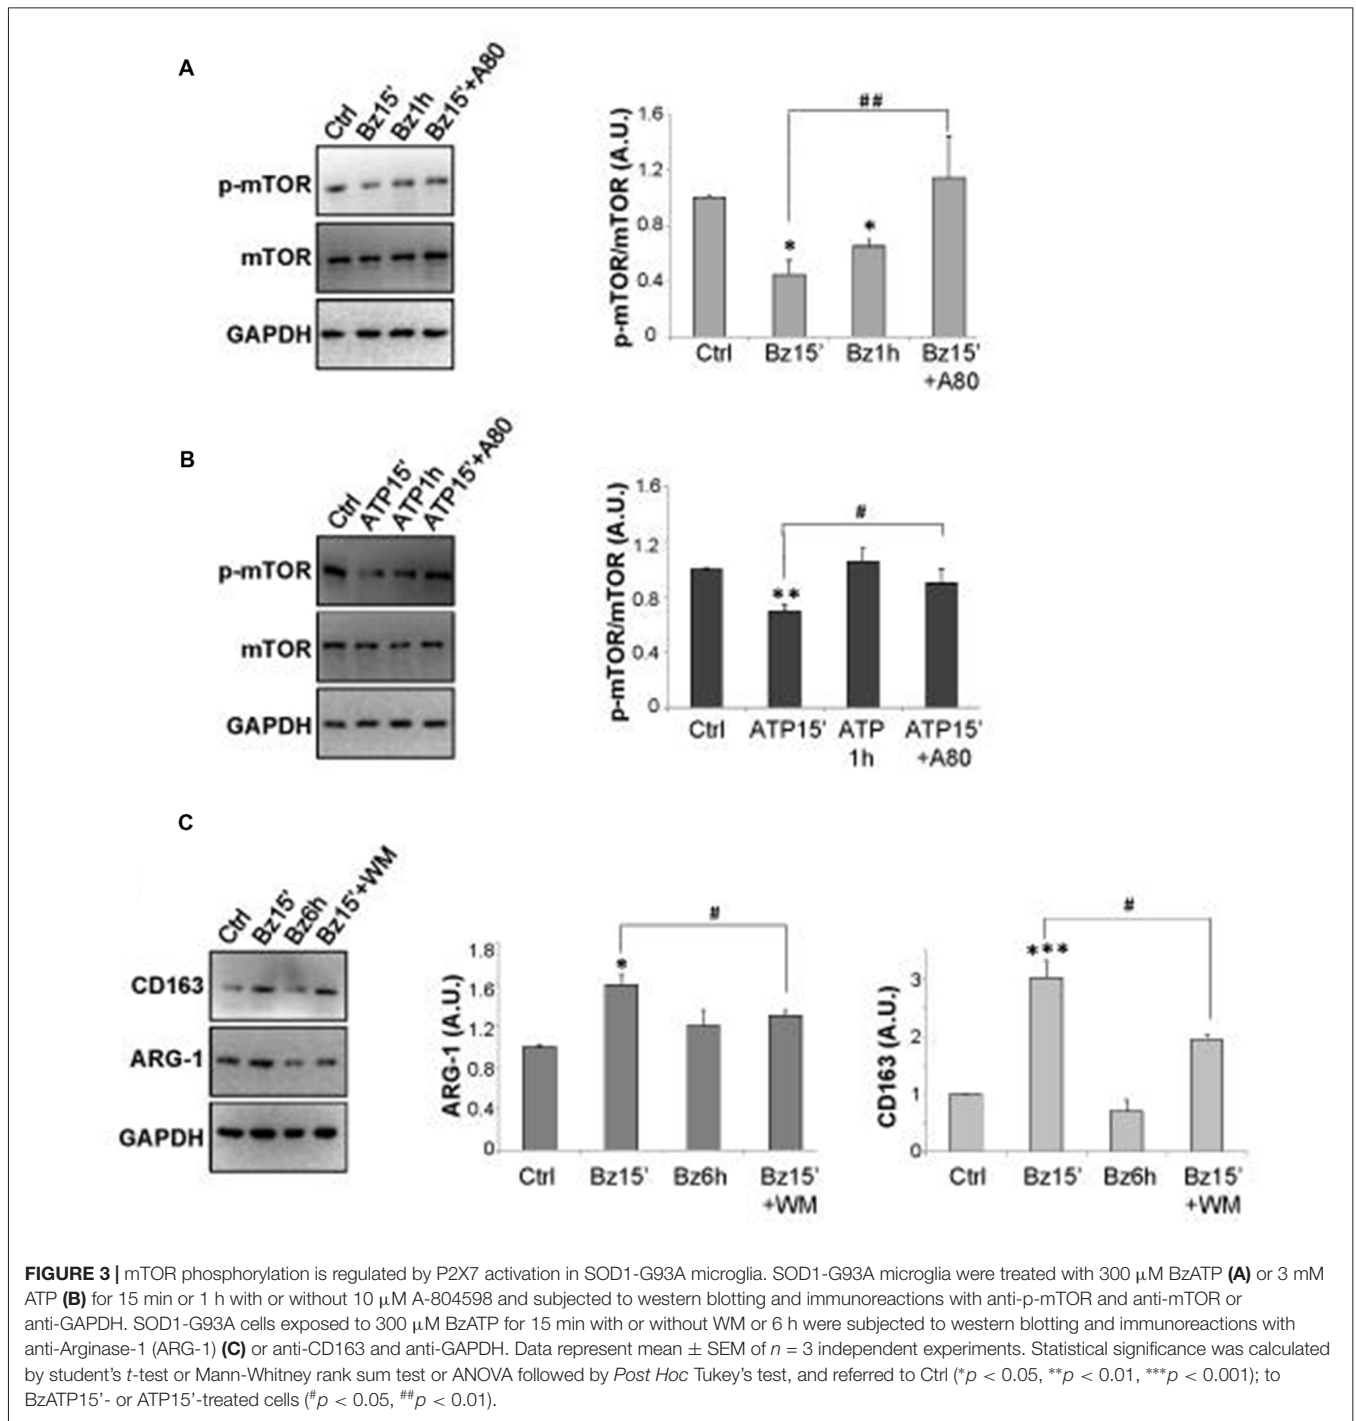 A
Ctrl Bz15' Bz1h Bz15'+A80
p-mTOR
mTOR
GAPDH
p-mTOR/mTOR (A.U.)
1.6
1.2
0.8
0.4
0
##
* *
Ctrl Bz15' Bz1h Bz15'
+A80
B
Ctrl ATP15' ATP1h ATP15'+A80
p-mTOR
mTOR
GAPDH
p-mTOR/mTOR (A.U.)
1.6
1.2
0.8
0.4
0
#
**
Ctrl ATP15' ATP ATP15'
1h +A80
C
Ctrl Bz15' Bz6h Bz15'+WM
CD163
ARG-1
GAPDH
ARG-1 (A.U.)
1.8
1.6
1.2
0.8
0.4
0
#
*
Ctrl Bz15' Bz6h Bz15'
+WM
CD163 (A.U.)
3
2
1
0
#
***
Ctrl Bz15' Bz6h Bz15'
+WM
FIGURE 3 | mTOR phosphorylation is regulated by P2X7 activation in SOD1-G93A microglia. SOD1-G93A microglia were treated with 300 μM BzATP (A) or 3 mM
ATP (B) for 15 min or 1 h with or without 10 μM A-804598 and subjected to western blotting and immunoreactions with anti-p-mTOR and anti-mTOR or
anti-GAPDH. SOD1-G93A cells exposed to 300 μM BzATP for 15 min with or without WM or 6 h were subjected to western blotting and immunoreactions with
anti-Arginase-1 (ARG-1) (C) or anti-CD163 and anti-GAPDH. Data represent mean ± SEM of n = 3 independent experiments. Statistical significance was calculated
by student's t-test or Mann-Whitney rank sum test or ANOVA followed by Post Hoc Tukey's test, and referred to Ctrl (*p < 0.05, **p < 0.01, ***p < 0.001); to
BzATP15'- or ATP15'-treated cells (#p < 0.05, ##p < 0.01).